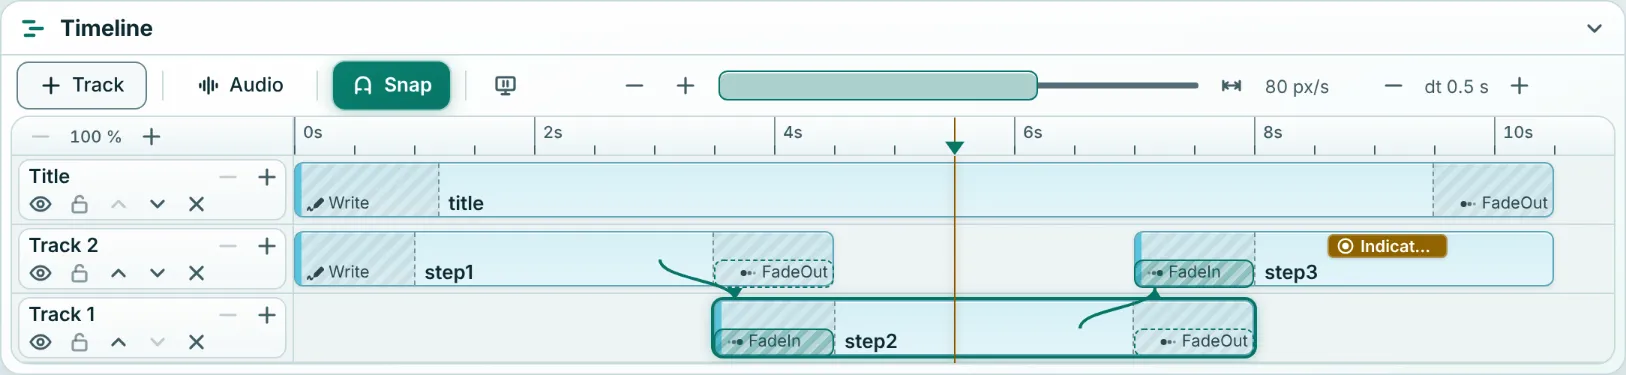 Timeline
Track Audio Snap 80 px/s dt 0.5 s
100 % 0s 2s 4s 6s 8s 10s
Title
Write title FadeOut
Track 2 Indicat...
Write step1 FadeOut FadeIn step3
Track 1
FadeIn step2 FadeOut